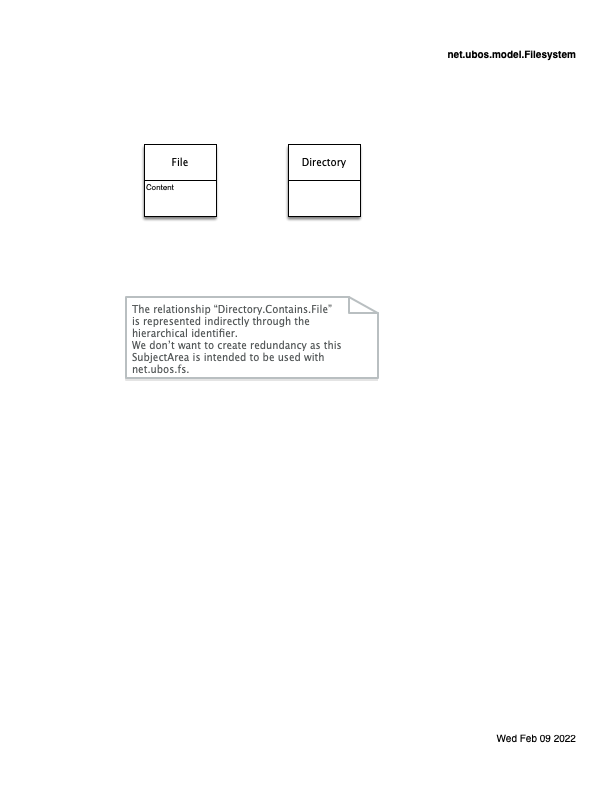 net.ubos.model.Filesystem
File
Directory
Content
The relationship “Directory.Contains.File”
is represented indirectly through the
hierarchical identifier.
We don’t want to create redundancy as this
SubjectArea is intended to be used with
net.ubos.fs.
Wed Feb 09 2022